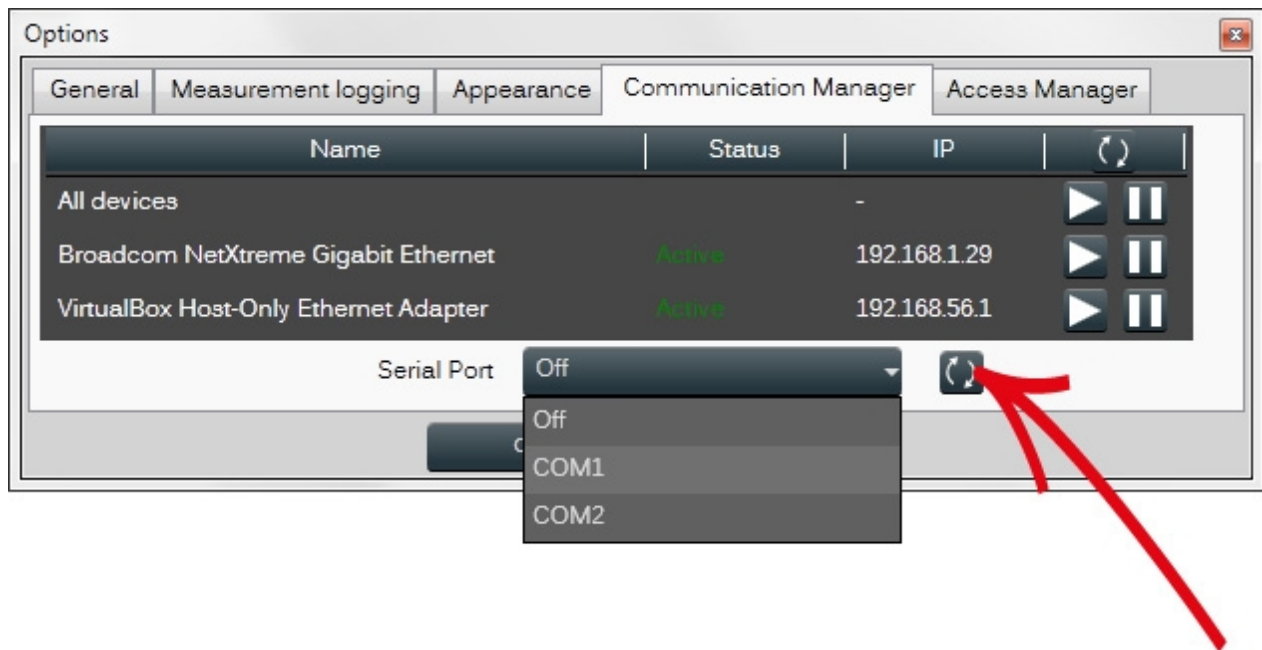 Options
General Measurement logging Appearance Communication Manager Access Manager
Name Status IP
All devices -
Broadcom NetXtreme Gigabit Ethernet Active 192.168.1.29
VirtualBox Host-Only Ethernet Adapter Active 192.168.56.1
Serial Port Off
Off
COM1
COM2